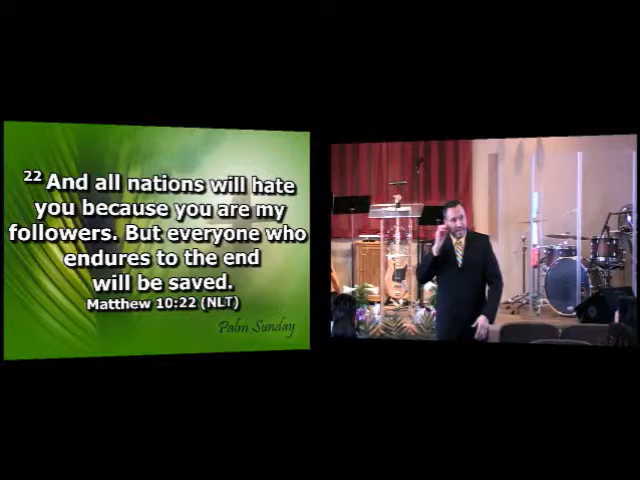 22 And all nations will hate
you because you are my
followers. But everyone who
endures to the end
will be saved.
Matthew 10:22 (NLT)
Palm Sunday